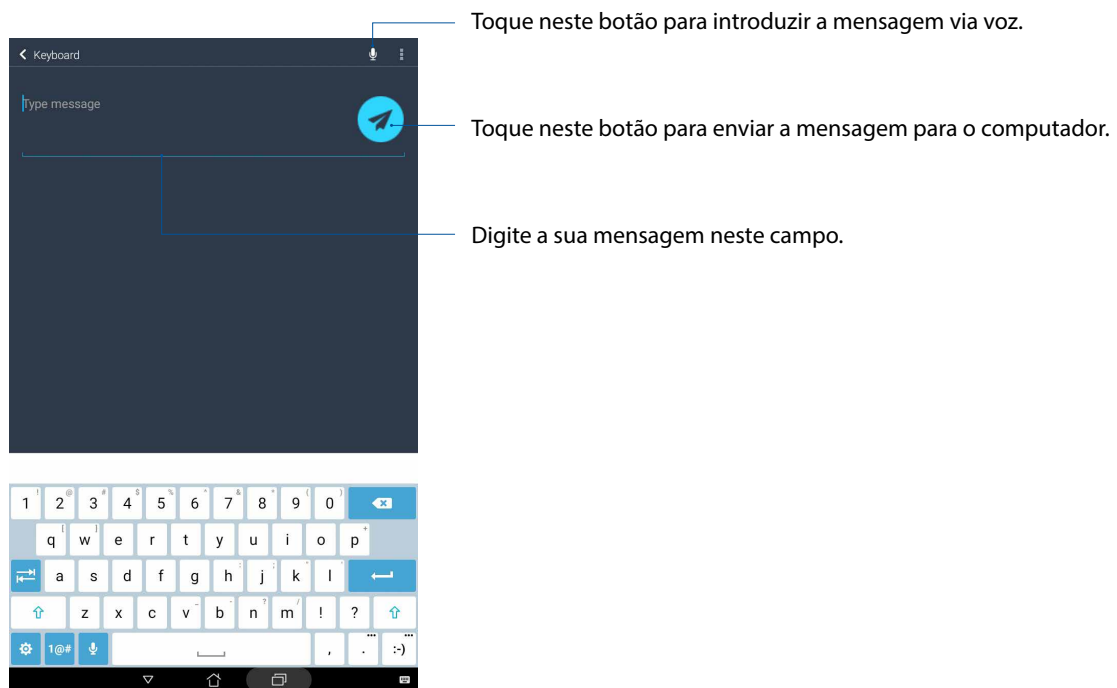 Toque neste botão para introduzir a mensagem via voz.
Keyboard
Type message
Toque neste botão para enviar a mensagem para o computador.
Digite a sua mensagem neste campo.
1 ! 2 @ 3 # 4 $ 5 % 6 ^ 7 & 8 * 9 ( 0 )
q [ w ] e r t y u i o p +
a s d f g h : j ; k " l '
z x c v _ b - n ? m / ! ?
1@# , . ... :-) ...